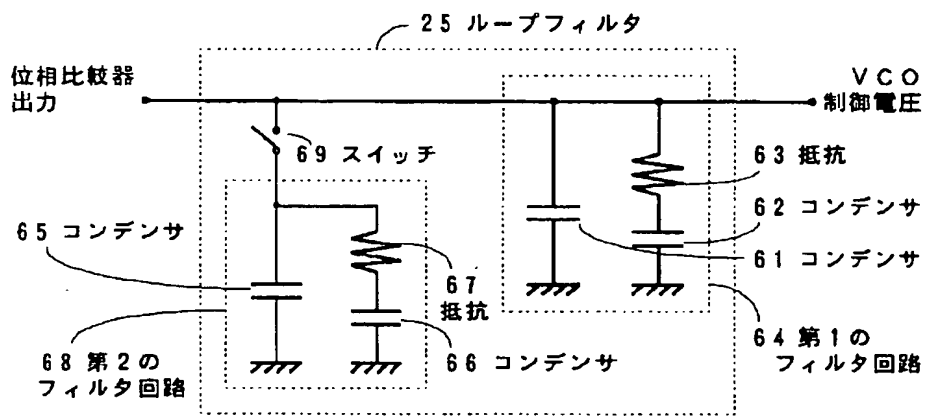 25 ループフィルタ
位相比較器
出力
VCO
制御電圧
69 スイッチ
63 抵抗
62 コンデンサ
61 コンデンサ
65 コンデンサ
67
抵抗
68 第2の
フィルタ回路
66 コンデンサ
64 第1の
フィルタ回路